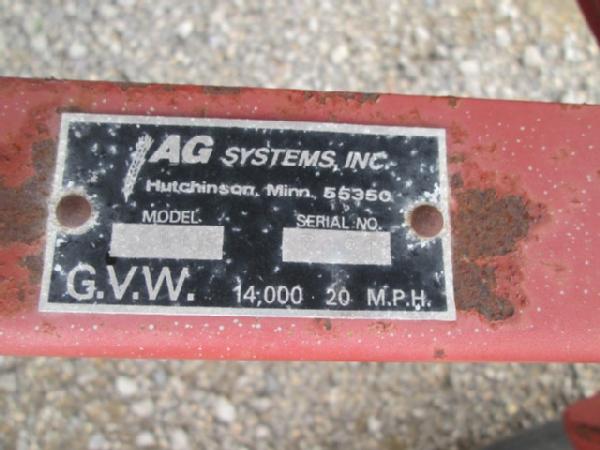 AG SYSTEMS, INC.
Hutchinson, Minn. 55350
MODEL SERIAL NO.
G.V.W. 14,000 20 M.P.H.